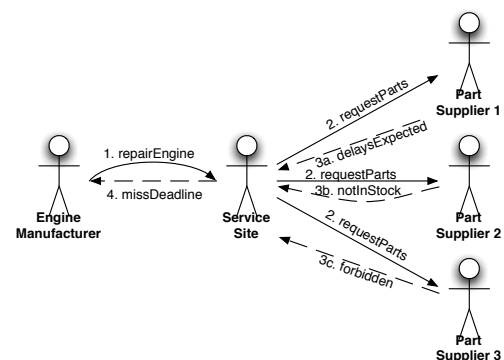 Part
Supplier 1
2. requestParts
3a. delaysExpected
1. repairEngine
4. missDeadline
2. requestParts
3b. notInStock
Engine
Manufacturer
Service
Site
Part
Supplier 2
2. requestParts
3c. forbidden
Part
Supplier 3